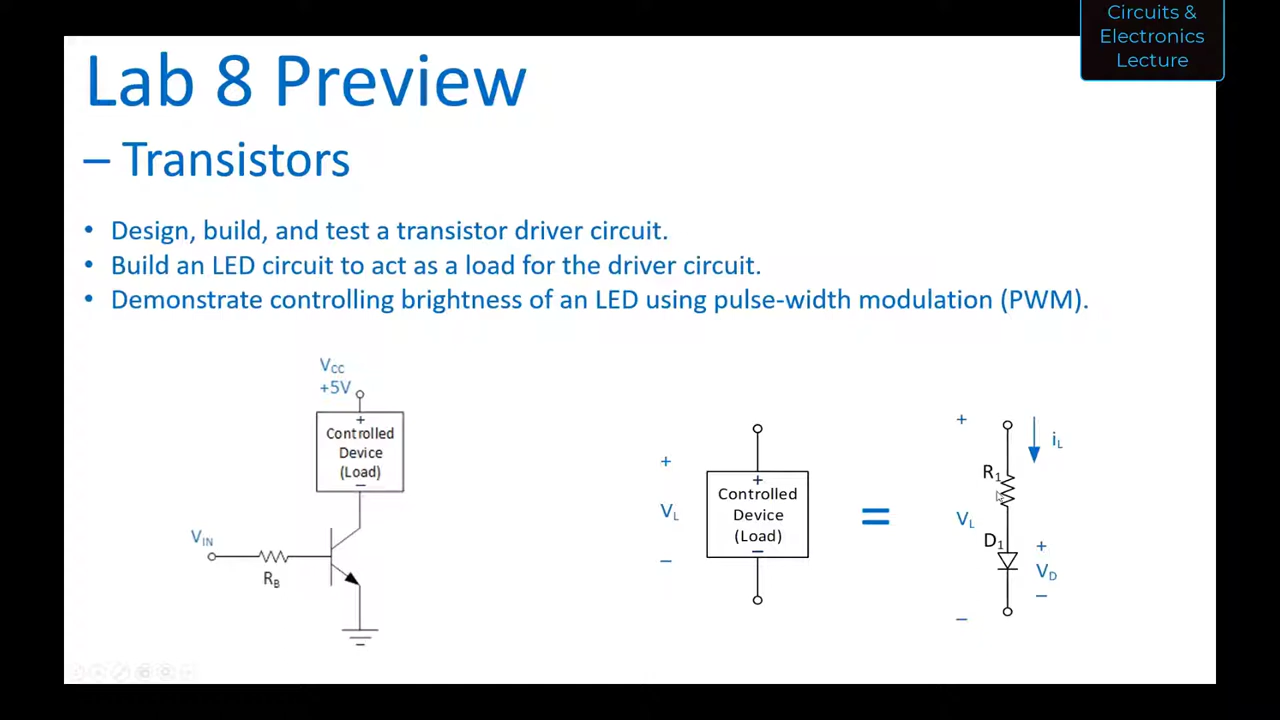 Circuits &
Electronics
Lecture
Lab 8 Preview
– Transistors
• Design, build, and test a transistor driver circuit.
• Build an LED circuit to act as a load for the driver circuit.
• Demonstrate controlling brightness of an LED using pulse-width modulation (PWM).
VCC
+5V
+
Controlled
Device
(Load)
–
VIN
RB
+
VL
–
+
Controlled
Device
(Load)
–
=
+
VL
–
iL
R1
D1
+
VD
–